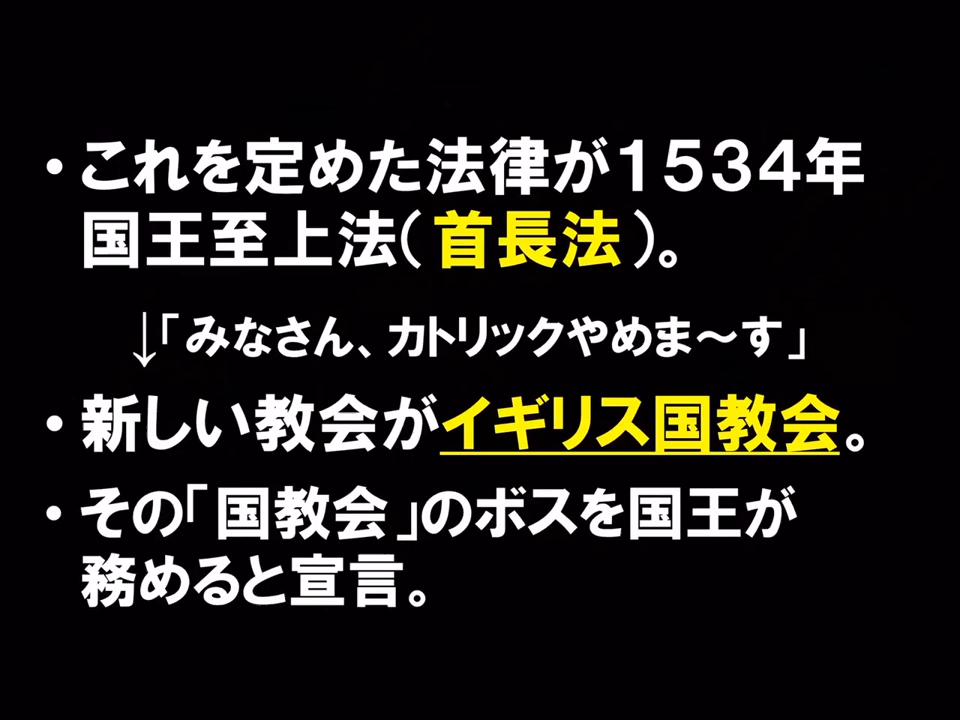 ・これを定めた法律が１５３４年
国王至上法（首長法）。
↓「みなさん、カトリックやめま～す」
・新しい教会がイギリス国教会。
・その「国教会」のボスを国王が
務めると宣言。